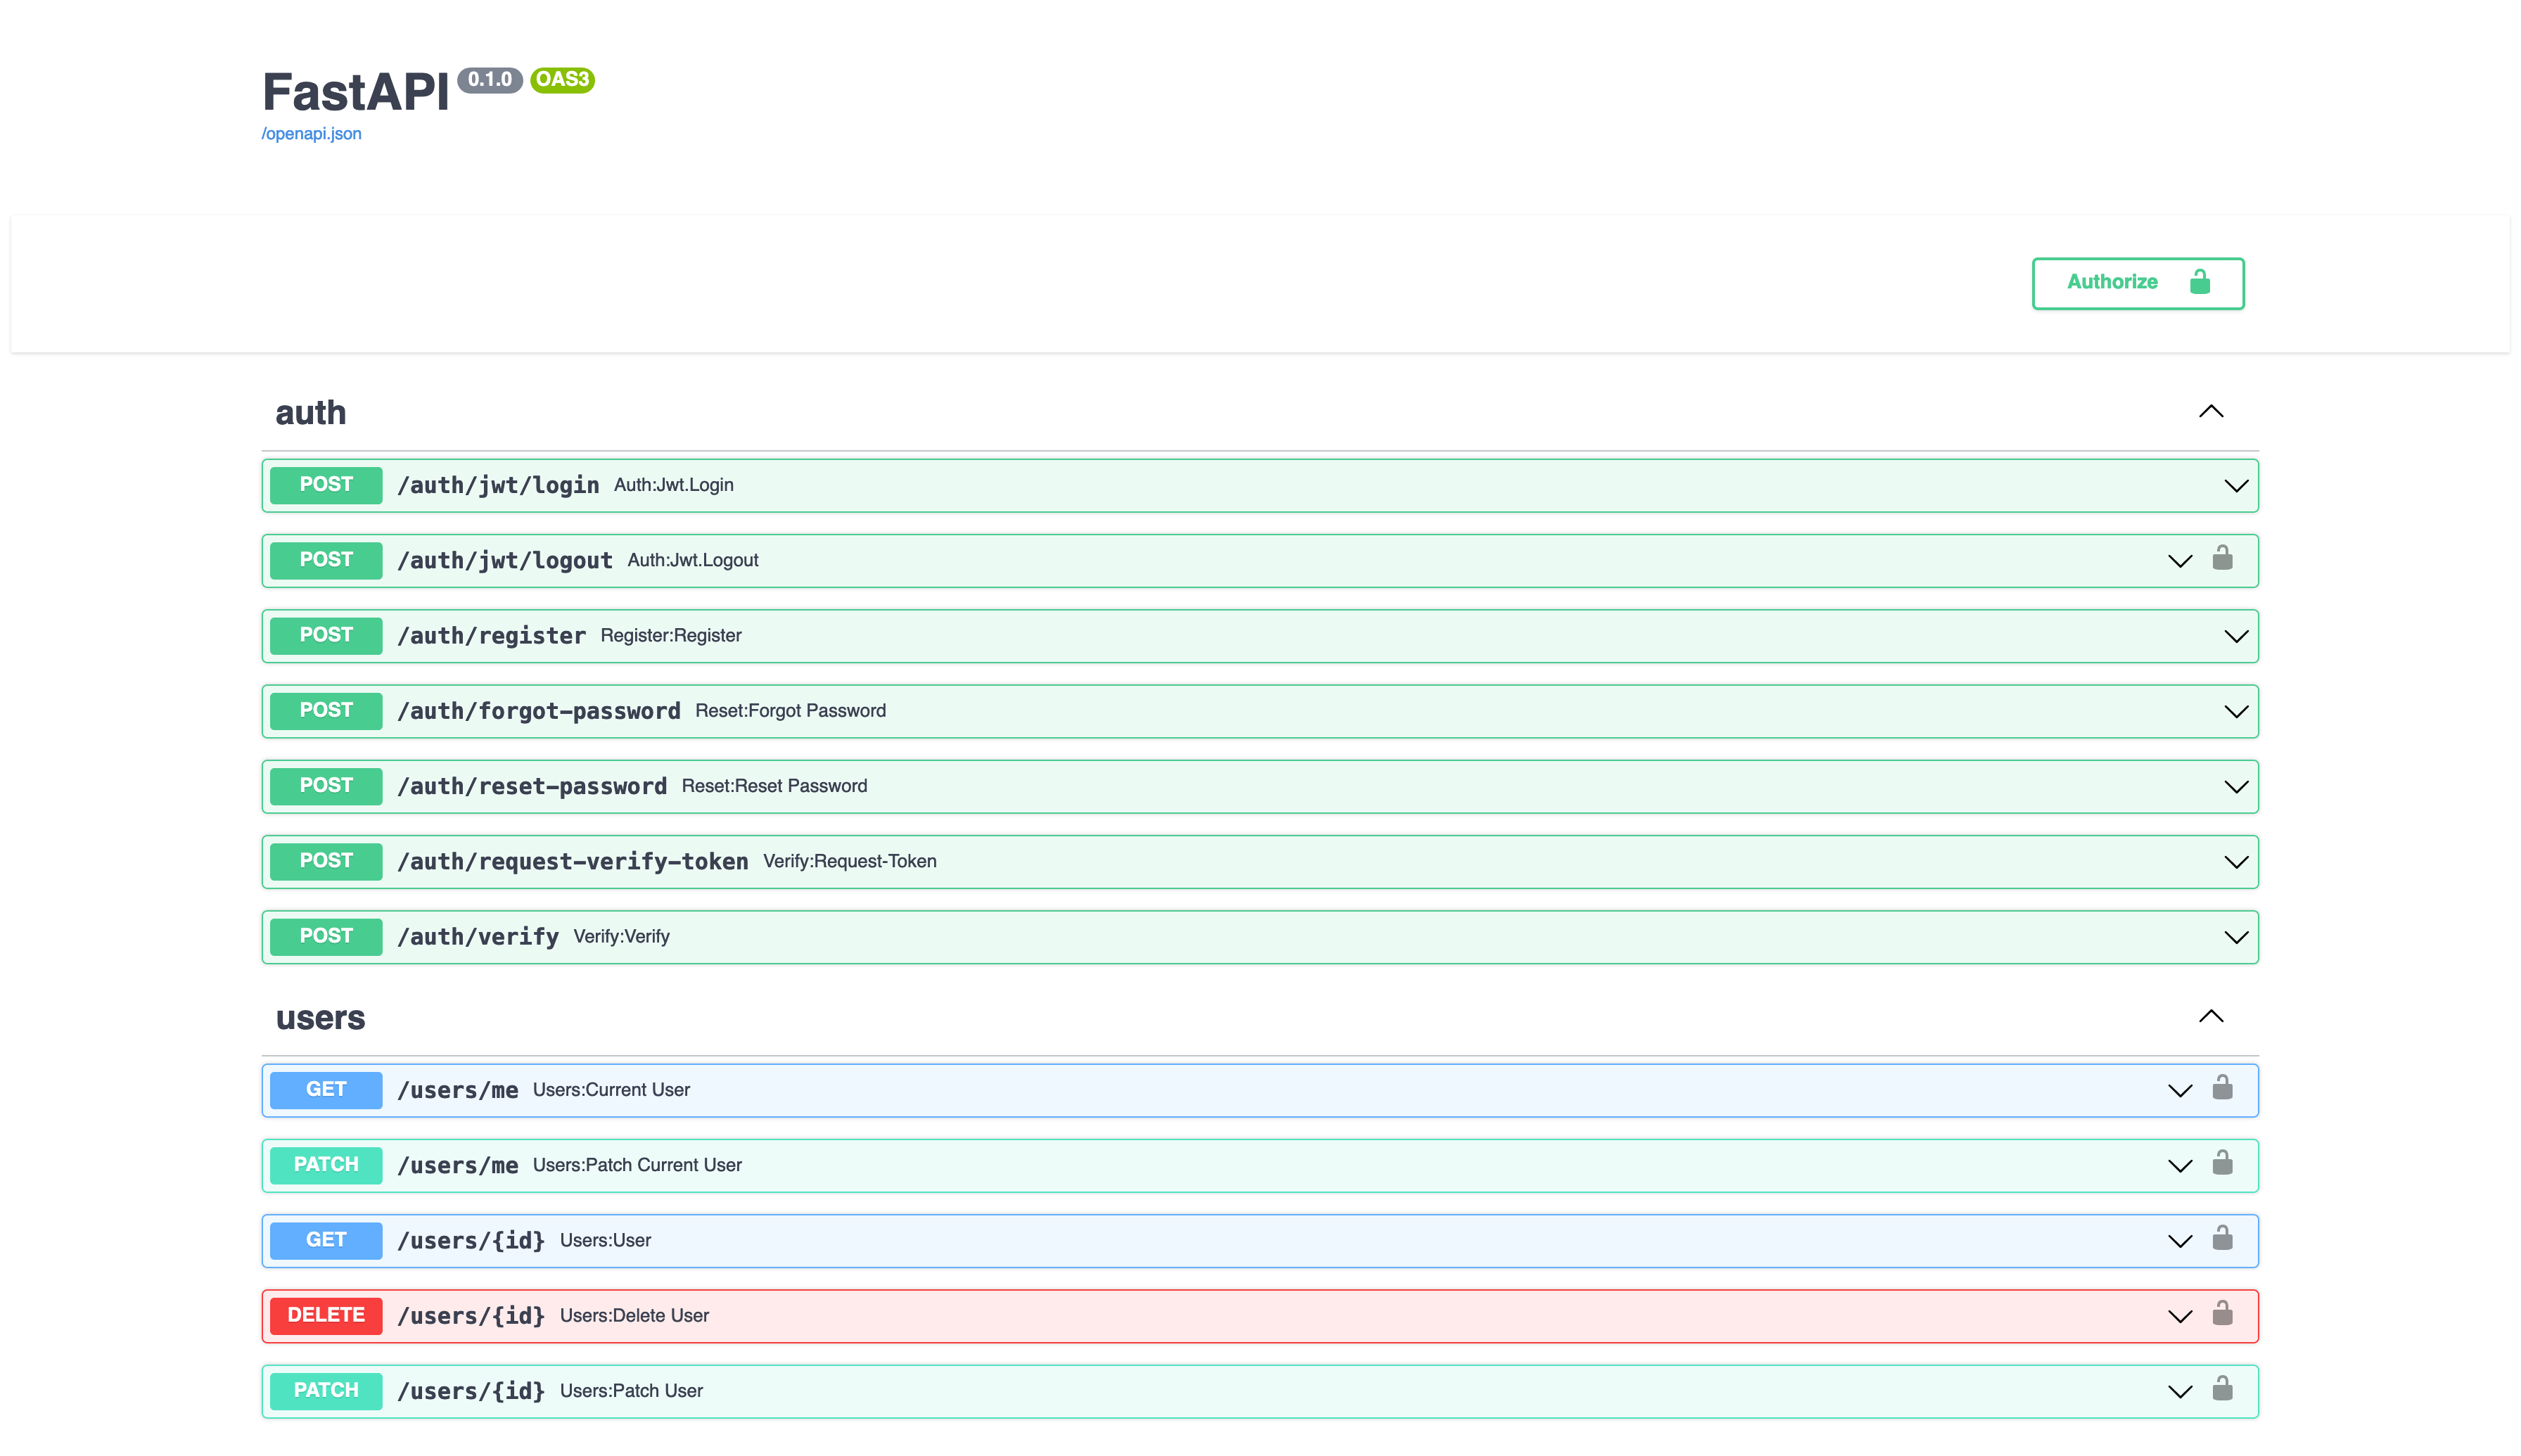 FastAPI 0.1.0 OAS3
/openapi.json
Authorize
auth
POST /auth/jwt/login Auth:Jwt.Login
POST /auth/jwt/logout Auth:Jwt.Logout
POST /auth/register Register:Register
POST /auth/forgot-password Reset:Forgot Password
POST /auth/reset-password Reset:Reset Password
POST /auth/request-verify-token Verify:Request-Token
POST /auth/verify Verify:Verify
users
GET /users/me Users:Current User
PATCH /users/me Users:Patch Current User
GET /users/{id} Users:User
DELETE /users/{id} Users:Delete User
PATCH /users/{id} Users:Patch User